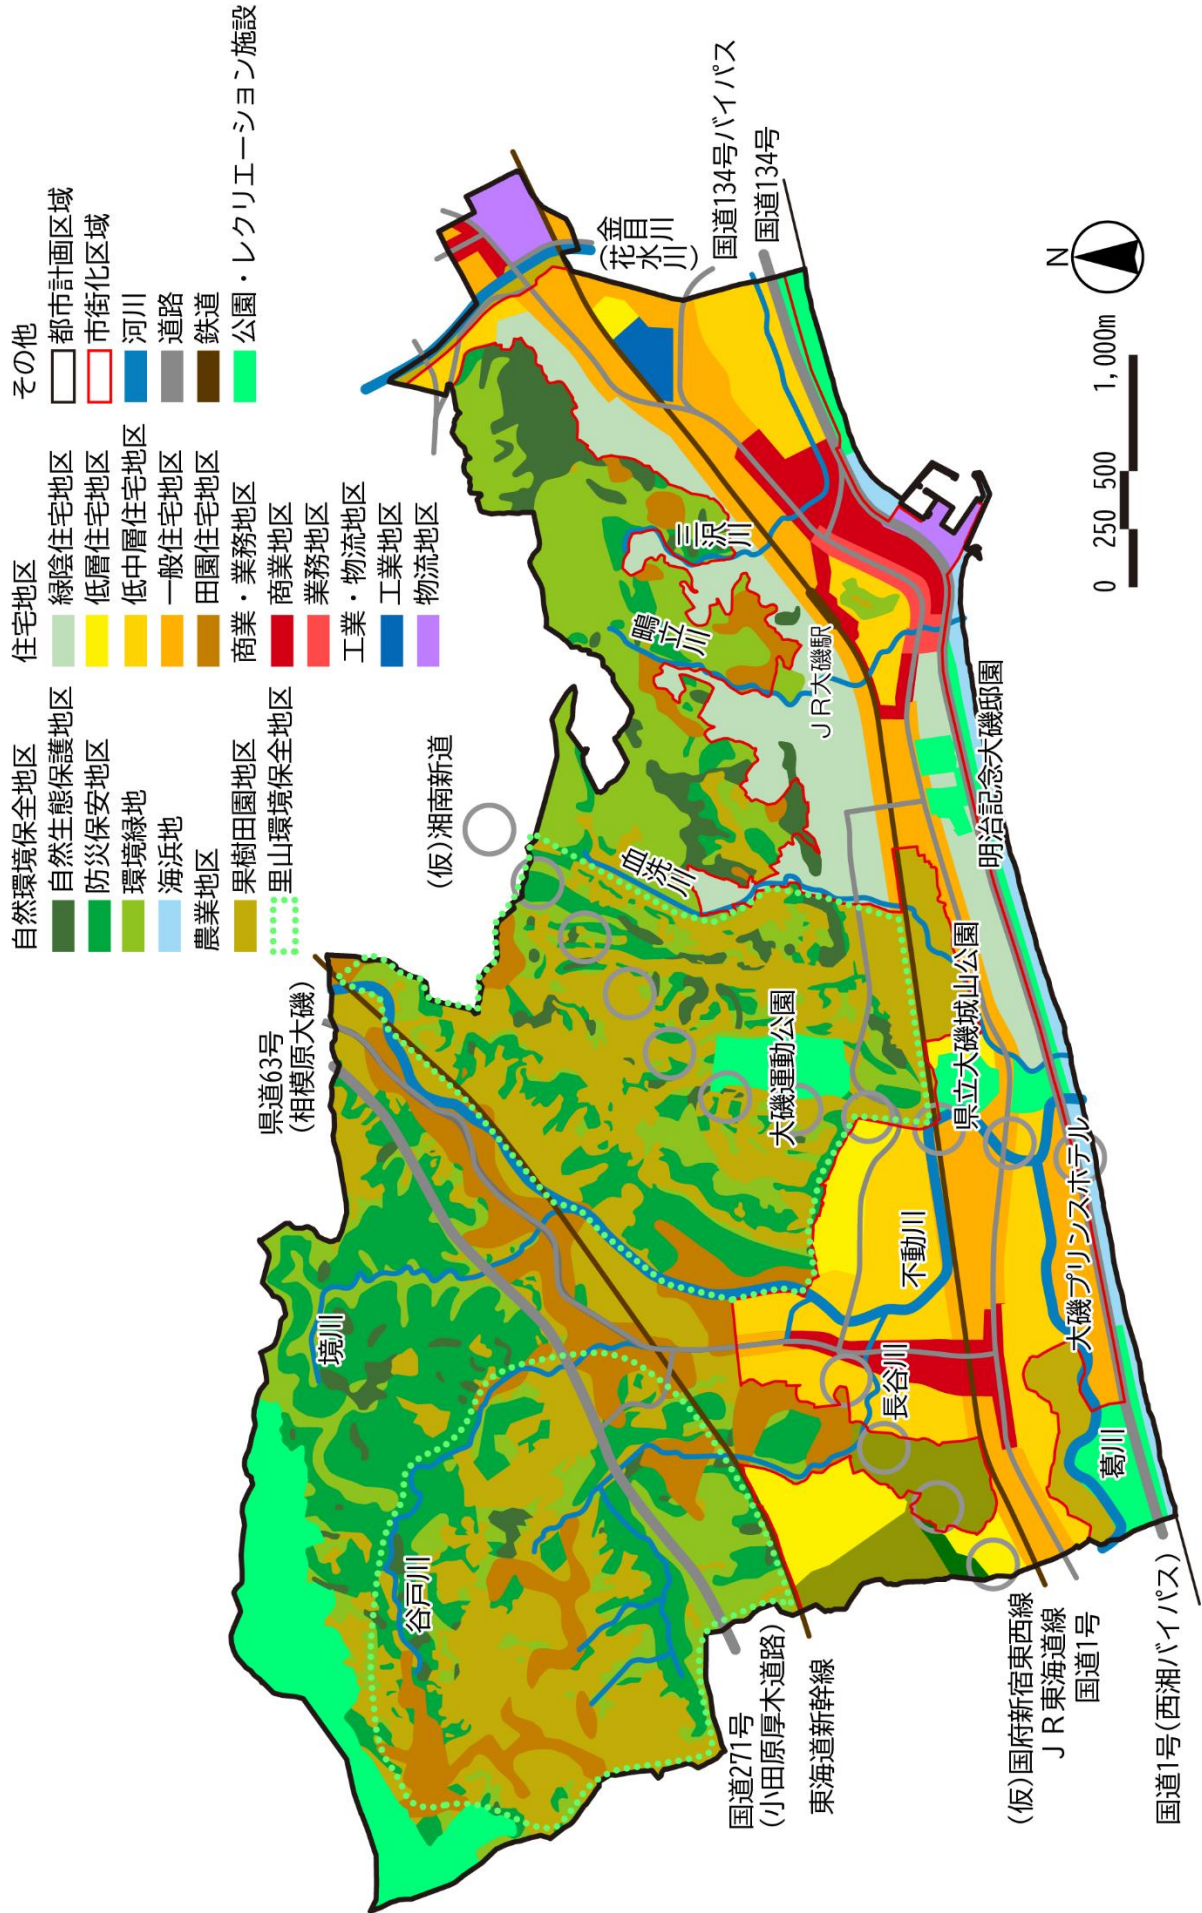 自然環境保全地区
自然生態保護地区
防災保安地区
環境緑地
海浜地
農業地区
果樹田園地区
里山環境保全地区
住宅地区
緑陰住宅地区
低層住宅地区
低中層住宅地区
一般住宅地区
田園住宅地区
商業・業務地区
商業地区
業務地区
工業・物流地区
工業地区
物流地区
その他
都市計画区域
市街化区域
河川
道路
鉄道
公園・レクリエーション施設
県道63号
(相模原大磯)
(仮)湘南新道
金目川
(花水川)
国道134号バイパス
国道134号
境川
谷戸川
血洗川
鴫立川
三沢川
JR大磯駅
大磯運動公園
不動川
長谷川
県立大磯城山公園
明治記念大磯邸園
大磯プリンスホテル
葛川
国道271号
(小田原厚木道路)
東海道新幹線
(仮)国府新宿東西線
JR東海道線
国道1号
国道1号(西湘バイパス)
N
0 250 500 1,000m